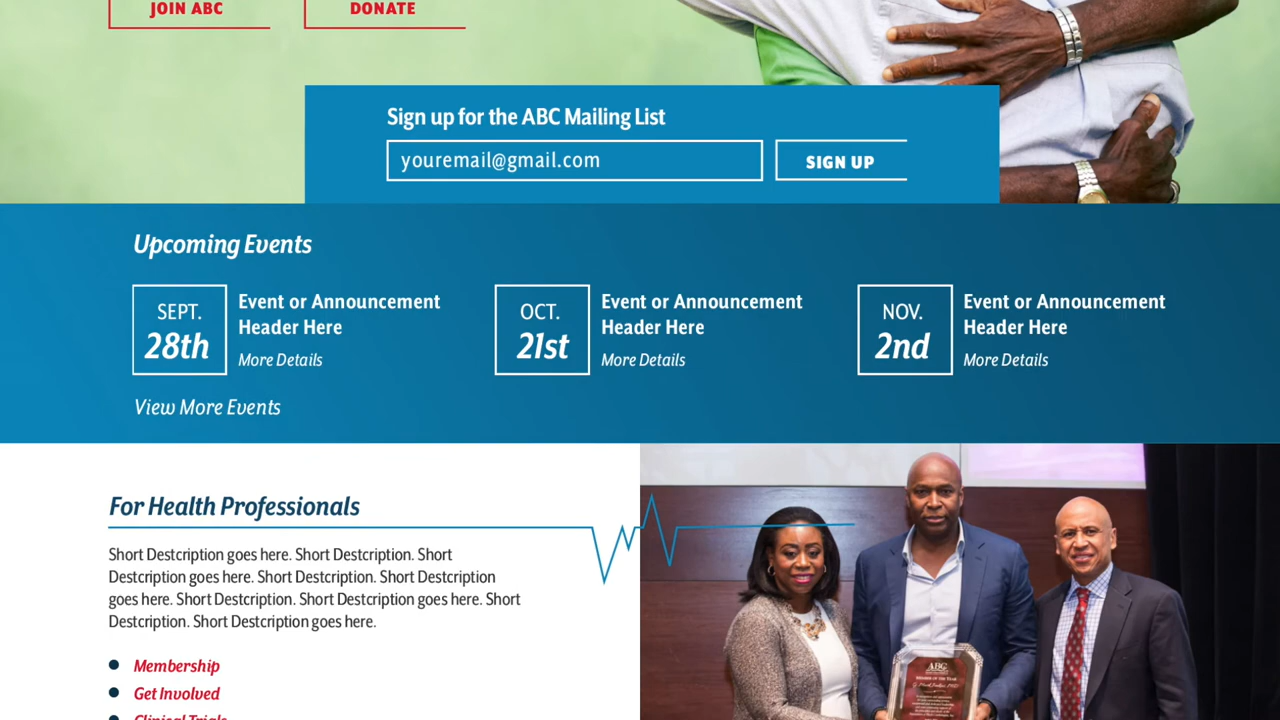 JOIN ABC
DONATE
Sign up for the ABC Mailing List
youremail@gmail.com
SIGN UP
Upcoming Events
SEPT.
28th
Event or Announcement
Header Here
More Details
OCT.
21st
Event or Announcement
Header Here
More Details
NOV.
2nd
Event or Announcement
Header Here
More Details
View More Events
For Health Professionals
Short Destcription goes here. Short Destcription. Short
Destcription goes here. Short Destcription. Short Destcription
goes here. Short Destcription. Short Destcription goes here. Short
Destcription. Short Destcription goes here.
Membership
Get Involved
Clinical Trials
ABC